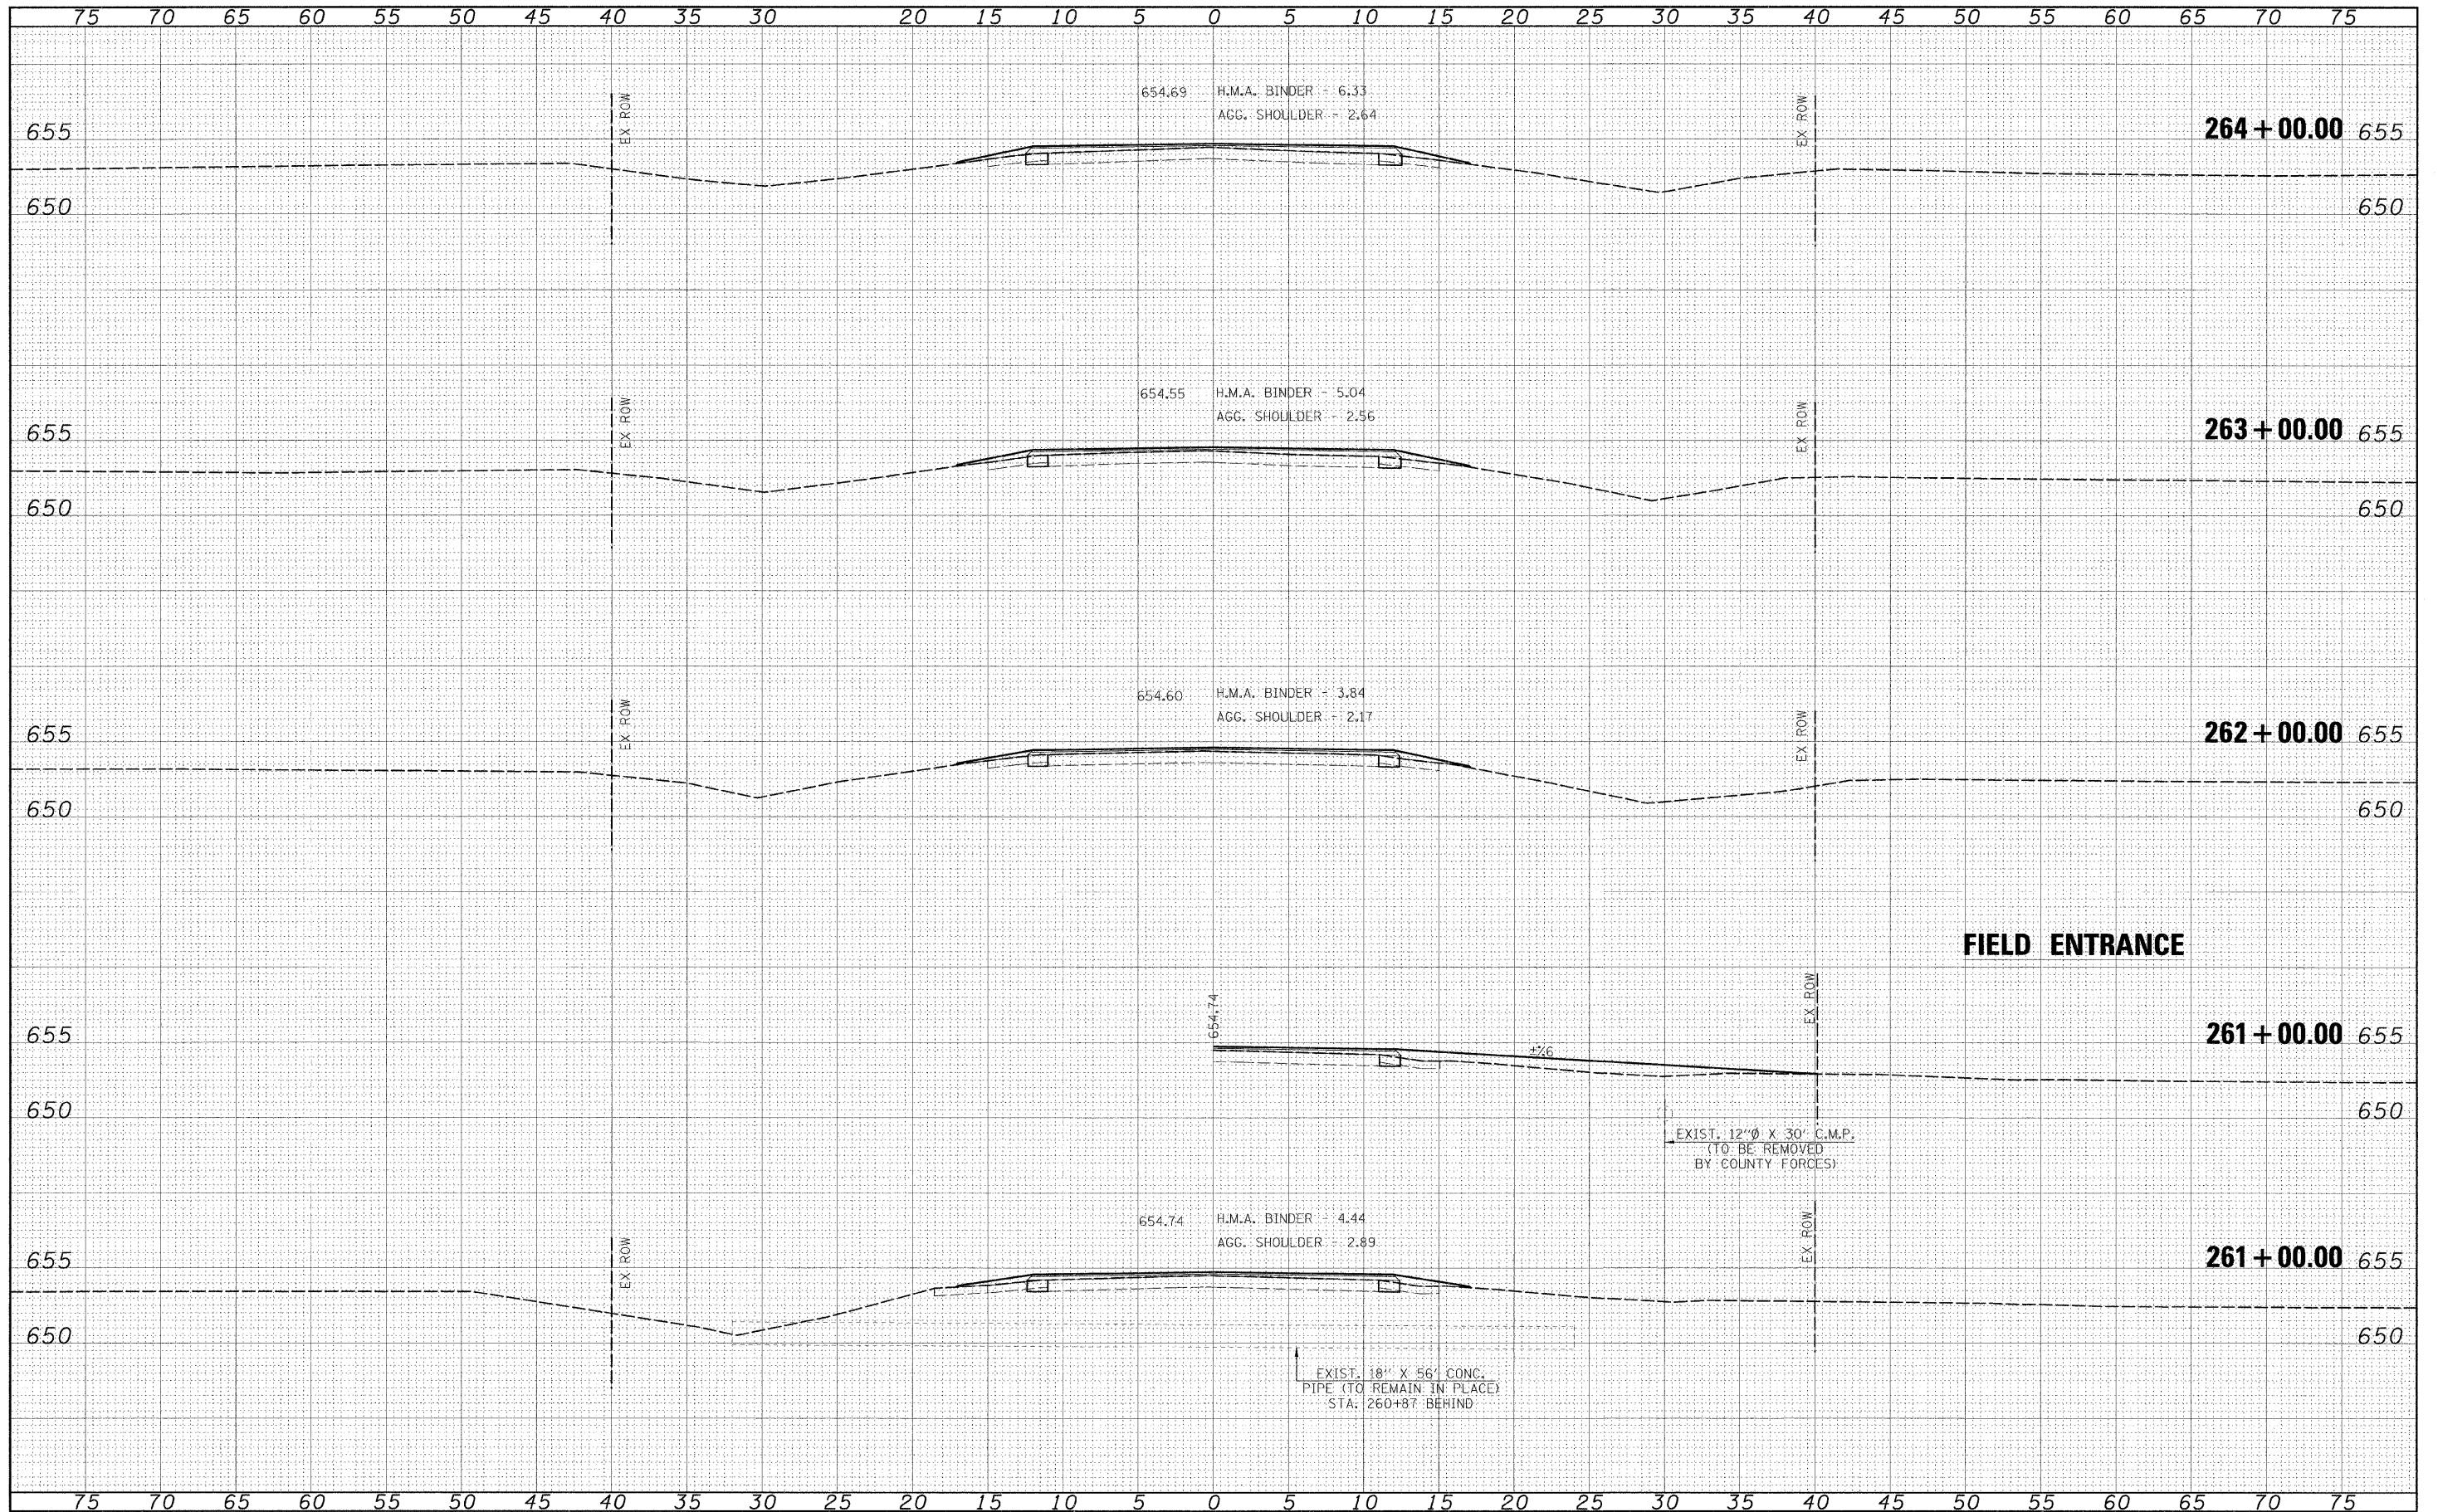 75 70 65 60 55 50 45 40 35 30 25 20 15 10 5 0 5 10 15 20 25 30 35 40 45 50 55 60 65 70 75
654.69 H.M.A. BINDER - 6.33
AGG. SHOULDER - 2.64
EX ROW
EX ROW
655 264+00.00 655
650 650
654.55 H.M.A. BINDER - 5.04
AGG. SHOULDER - 2.56
EX ROW
EX ROW
655 263+00.00 655
650 650
654.60 H.M.A. BINDER - 3.84
AGG. SHOULDER - 2.17
EX ROW
EX ROW
655 262+00.00 655
650 650
FIELD ENTRANCE
654.74
EX ROW
655 261+00.00 655
±%6
650 650
EXIST. 12"Ø X 30' C.M.P.
(TO BE REMOVED
BY COUNTY FORCES)
654.74 H.M.A. BINDER - 4.44
AGG. SHOULDER - 2.89
EX ROW
EX ROW
655 261+00.00 655
650 650
EXIST. 18" X 56' CONC.
PIPE (TO REMAIN IN PLACE)
STA. 260+87 BEHIND
75 70 65 60 55 50 45 40 35 30 25 20 15 10 5 0 5 10 15 20 25 30 35 40 45 50 55 60 65 70 75